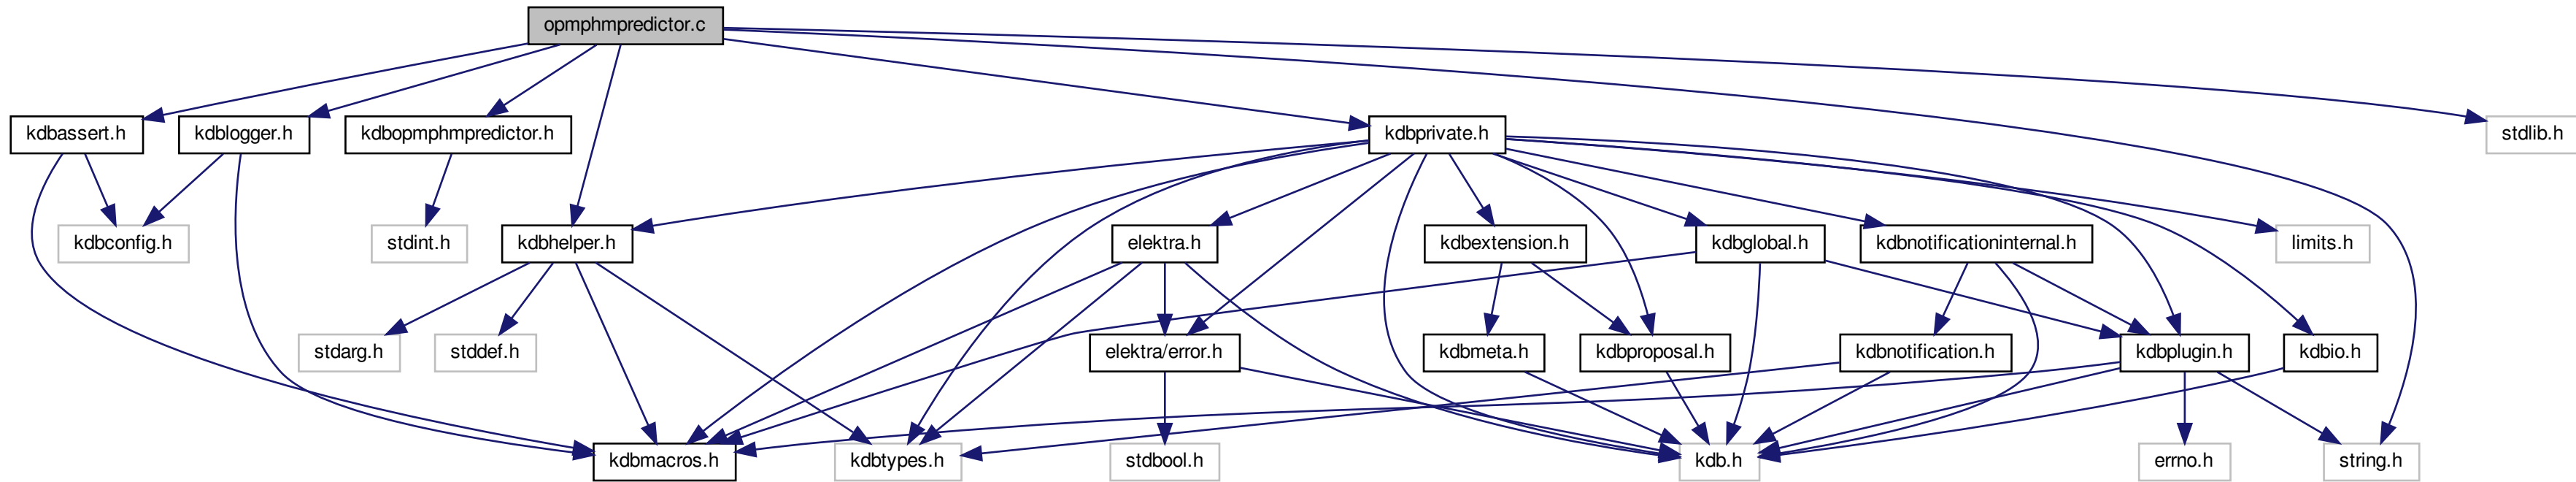 opmphmpredictor.c
kdbassert.h
kdblogger.h
kdbopmphmpredictor.h
kdbprivate.h
stdlib.h
kdbconfig.h
stdint.h
kdbhelper.h
elektra.h
kdbextension.h
kdbglobal.h
kdbnotificationinternal.h
limits.h
stdarg.h
stddef.h
elektra/error.h
kdbmeta.h
kdbproposal.h
kdbnotification.h
kdbplugin.h
kdbio.h
kdbmacros.h
kdbtypes.h
stdbool.h
kdb.h
errno.h
string.h